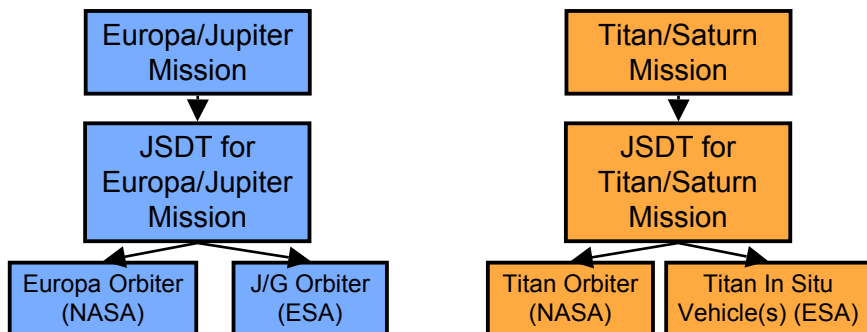 Europa/Jupiter
Mission
Titan/Saturn
Mission
JSDT for
Europa/Jupiter
Mission
JSDT for
Titan/Saturn
Mission
Europa Orbiter
(NASA)
J/G Orbiter
(ESA)
Titan Orbiter
(NASA)
Titan In Situ
Vehicle(s) (ESA)